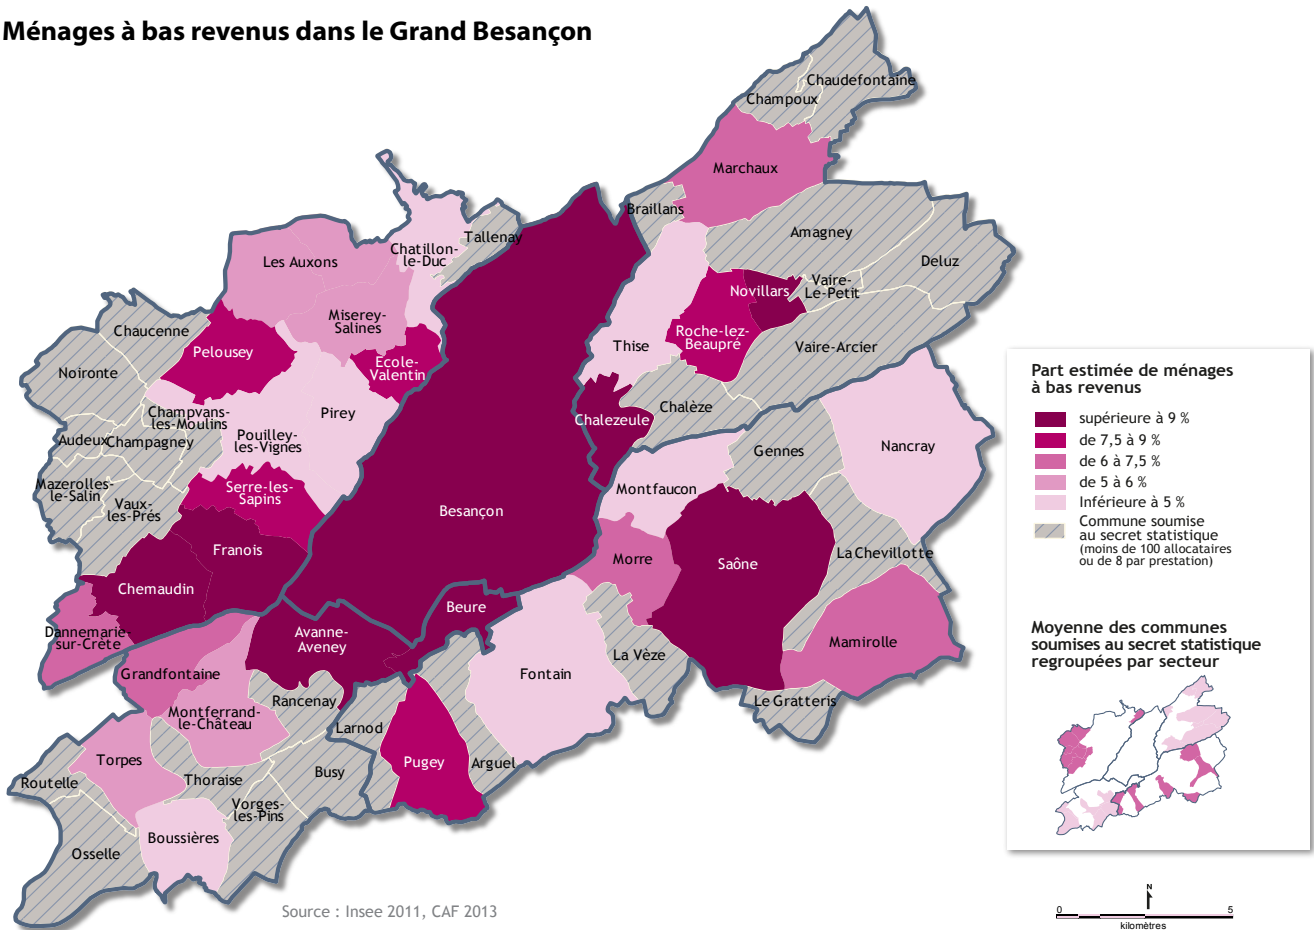 Ménages à bas revenus dans le Grand Besançon
Chaudefontaine
Champoux
Marchaux
Braillans
Tallenay
Chatillon-
le-Duc
Les Auxons
Amagney
Deluz
Novillars
Vaire-
Le-Petit
Miserey-
Salines
Chaucenne
Pelousey
Ecole-
Valentin
Thise
Roche-lez-
Beaupré
Vaire-Arcier
Noironte
Champvans-
les-Moulins
Pirey
Chalezeule
Chalèze
Audeux
Champagney
Pouilley-
les-Vignes
Gennes
Nancray
Mazerolles-
le-Salin
Vaux-
les-Prés
Serre-les-
Sapins
Montfaucon
Besançon
Franois
Chemaudin
Morre
Saône
La Chevillotte
Beure
Dannemarie-
sur-Crète
Avanne-
Aveney
La Vèze
Mamirolle
Grandfontaine
Fontain
Rancenay
Le Gratteris
Montferrand-
le-Château
Larnod
Torpes
Pugey
Arguel
Routelle
Thoraise
Busy
Vorges-
les-Pins
Boussières
Osselle
Source : Insee 2011, CAF 2013
Part estimée de ménages
à bas revenus
supérieure à 9 %
de 7,5 à 9 %
de 6 à 7,5 %
de 5 à 6 %
Inférieure à 5 %
Commune soumise
au secret statistique
(moins de 100 allocataires
ou de 8 par prestation)
Moyenne des communes
soumises au secret statistique
regroupées par secteur
N
0 5
kilomètres